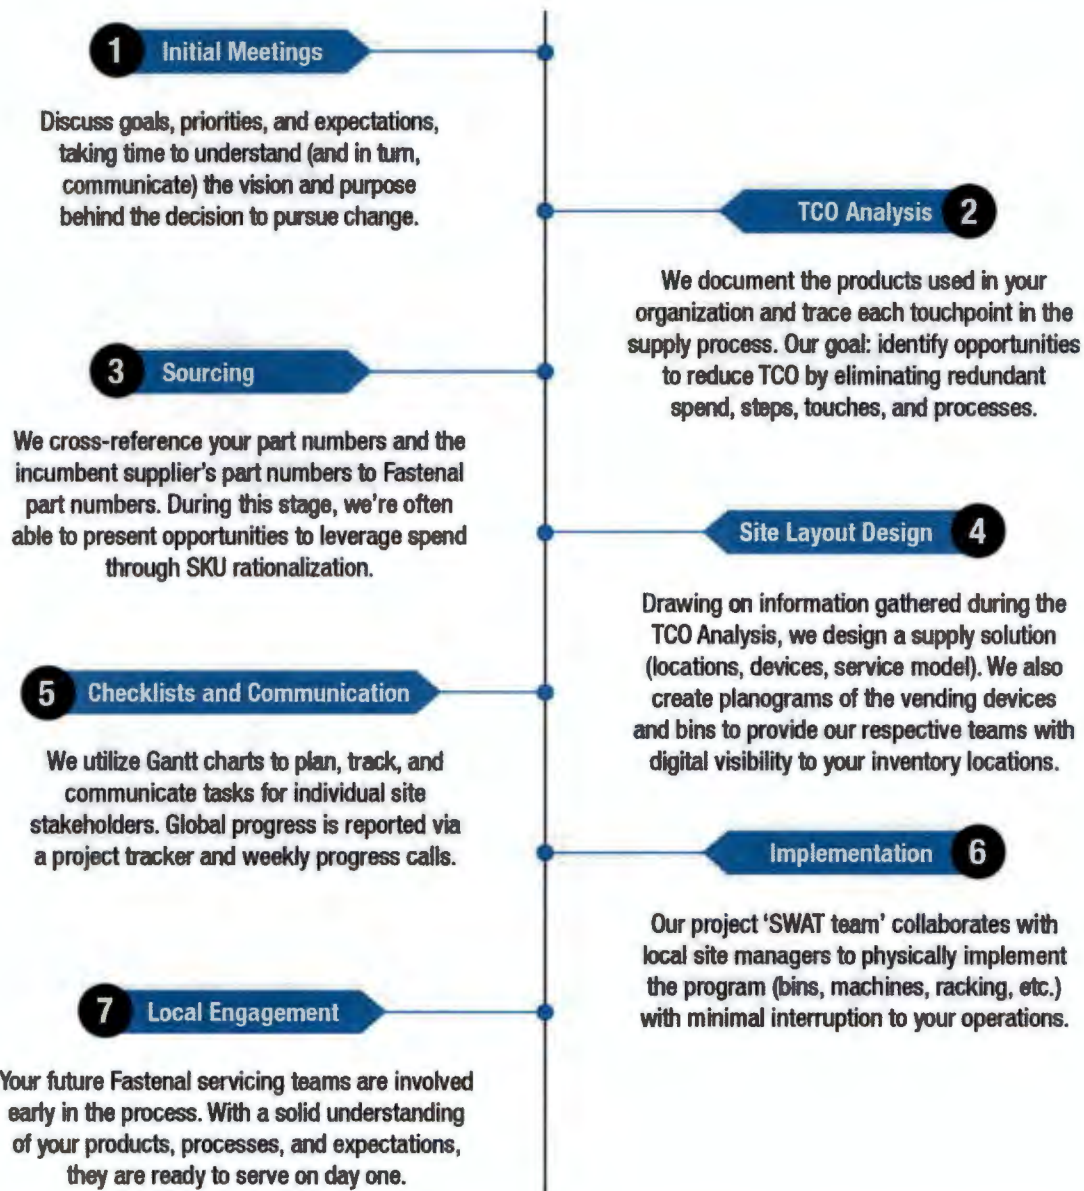 1 Initial Meetings
Discuss goals, priorities, and expectations,
taking time to understand (and in turn,
communicate) the vision and purpose
behind the decision to pursue change.
TCO Analysis 2
We document the products used in your
organization and trace each touchpoint in the
supply process. Our goal: identify opportunities
to reduce TCO by eliminating redundant
spend, steps, touches, and processes.
3 Sourcing
We cross-reference your part numbers and the
incumbent supplier's part numbers to Fastenal
part numbers. During this stage, we're often
able to present opportunities to leverage spend
through SKU rationalization.
Site Layout Design 4
Drawing on information gathered during the
TCO Analysis, we design a supply solution
(locations, devices, service model). We also
create planograms of the vending devices
and bins to provide our respective teams with
digital visibility to your inventory locations.
5 Checklists and Communication
We utilize Gantt charts to plan, track, and
communicate tasks for individual site
stakeholders. Global progress is reported via
a project tracker and weekly progress calls.
Implementation 6
Our project ‘SWAT team’ collaborates with
local site managers to physically implement
the program (bins, machines, racking, etc.)
with minimal interruption to your operations.
7 Local Engagement
Your future Fastenal servicing teams are involved
early in the process. With a solid understanding
of your products, processes, and expectations,
they are ready to serve on day one.